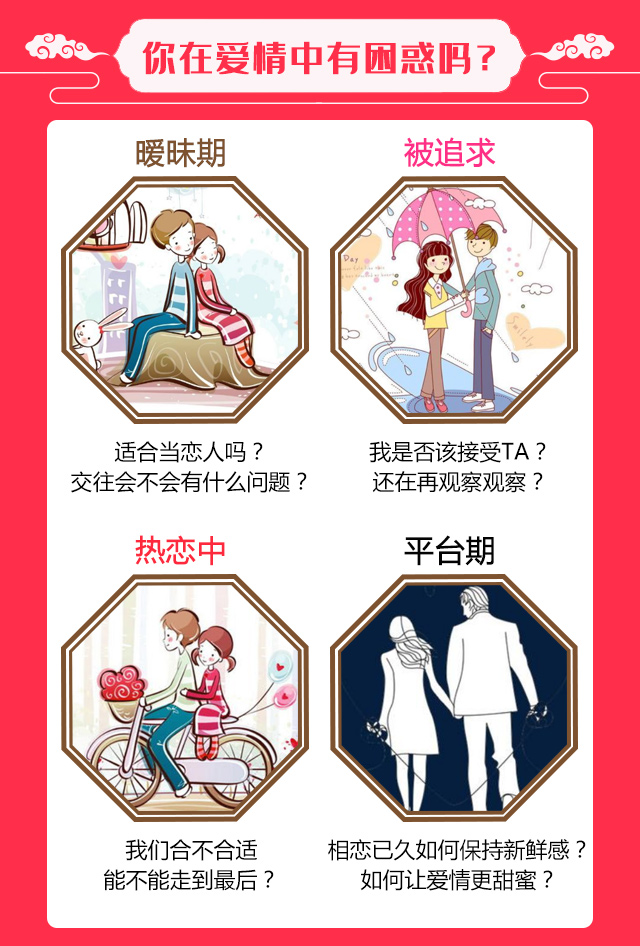 你在爱情中有困惑吗？
暧昧期
被追求
Day
Smilely
适合当恋人吗？
交往会不会有什么问题？
我是否该接受TA？
还在再观察观察？
热恋中
平台期
我们合不合适
能不能走到最后？
相恋已久如何保持新鲜感？
如何让爱情更甜蜜？